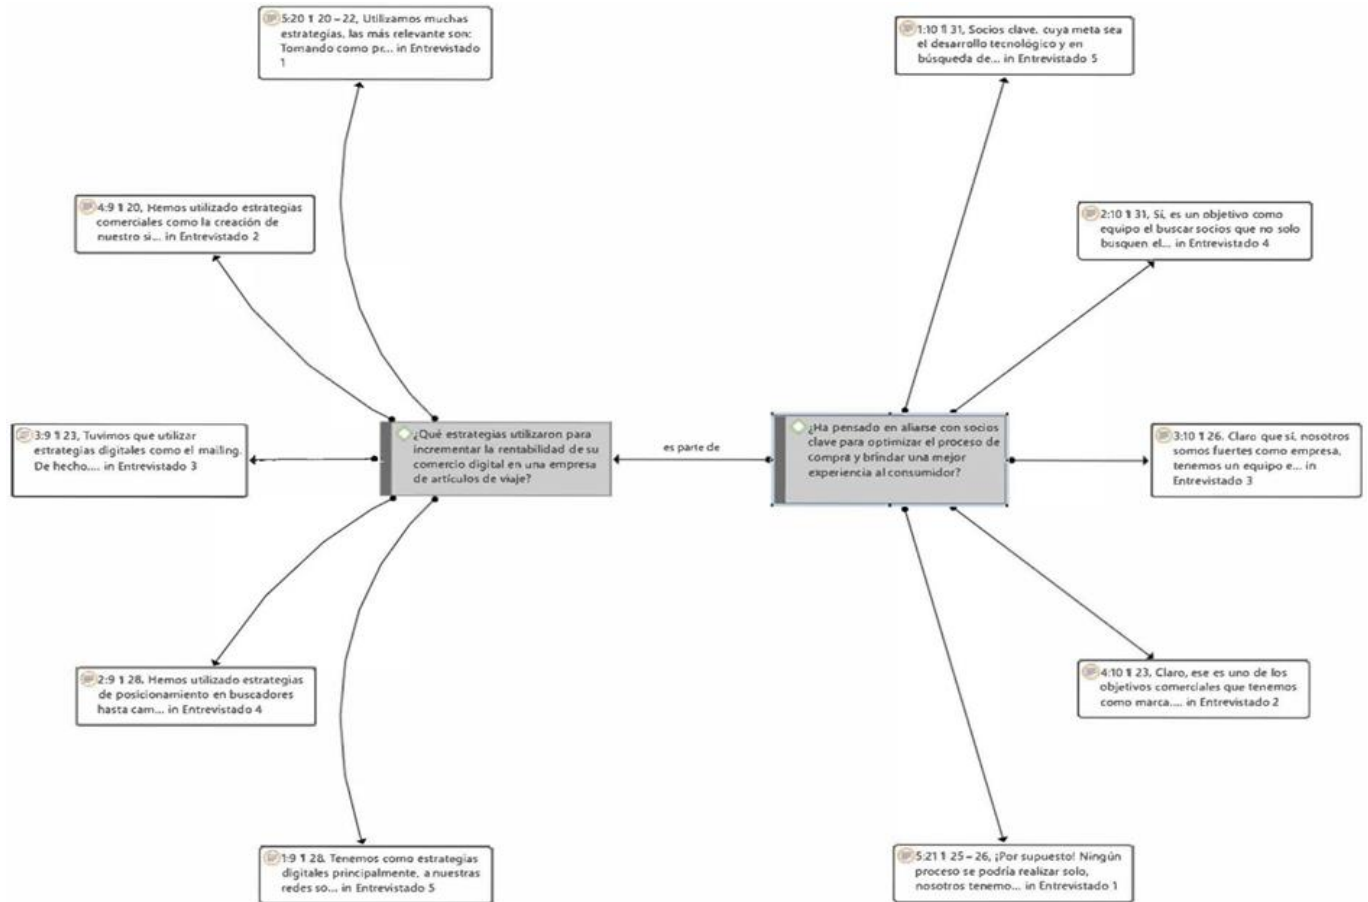 5:20 ¶ 20 – 22, Utilizamos muchas
estrategias, las más relevante son:
Tomando como pr... in Entrevistado
1
1:10 ¶ 31, Socios clave, cuya meta sea
el desarrollo tecnológico y en
búsqueda de... in Entrevistado 5
4:9 ¶ 20, Hemos utilizado estrategias
comerciales como la creación de
nuestro si... in Entrevistado 2
2:10 ¶ 31, Sí, es un objetivo como
equipo el buscar socios que no solo
busquen el... in Entrevistado 4
3:9 ¶ 23, Tuvimos que utilizar
estrategias digitales como el mailing.
De hecho,... in Entrevistado 3
¿Qué estrategias utilizaron para
incrementar la rentabilidad de su
comercio digital en una empresa
de artículos de viaje?
es parte de
¿Ha pensado en aliarse con socios
clave para optimizar el proceso de
compra y brindar una mejor
experiencia al consumidor?
3:10 ¶ 26. Claro que sí, nosotros
somos fuertes como empresa,
tenemos un equipo e... in
Entrevistado 3
2:9 ¶ 28, Hemos utilizado estrategias
de posicionamiento en buscadores
hasta cam... in Entrevistado 4
4:10 ¶ 23, Claro, ese es uno de los
objetivos comerciales que tenemos
como marca.... in Entrevistado 2
1:9 ¶ 28, Tenemos como estrategias
digitales principalmente, a nuestras
redes so... in Entrevistado 5
5:21 ¶ 25 – 26, ¡Por supuesto! Ningún
proceso se podría realizar solo,
nosotros tenemo... in Entrevistado 1